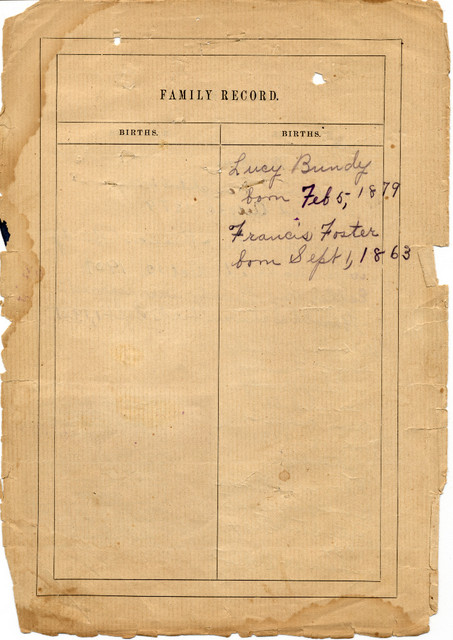 FAMILY RECORD.
BIRTHS.
BIRTHS.
Lucy Bundy
born Feb 5, 1879
Francis Foster
born Sept 1, 1863